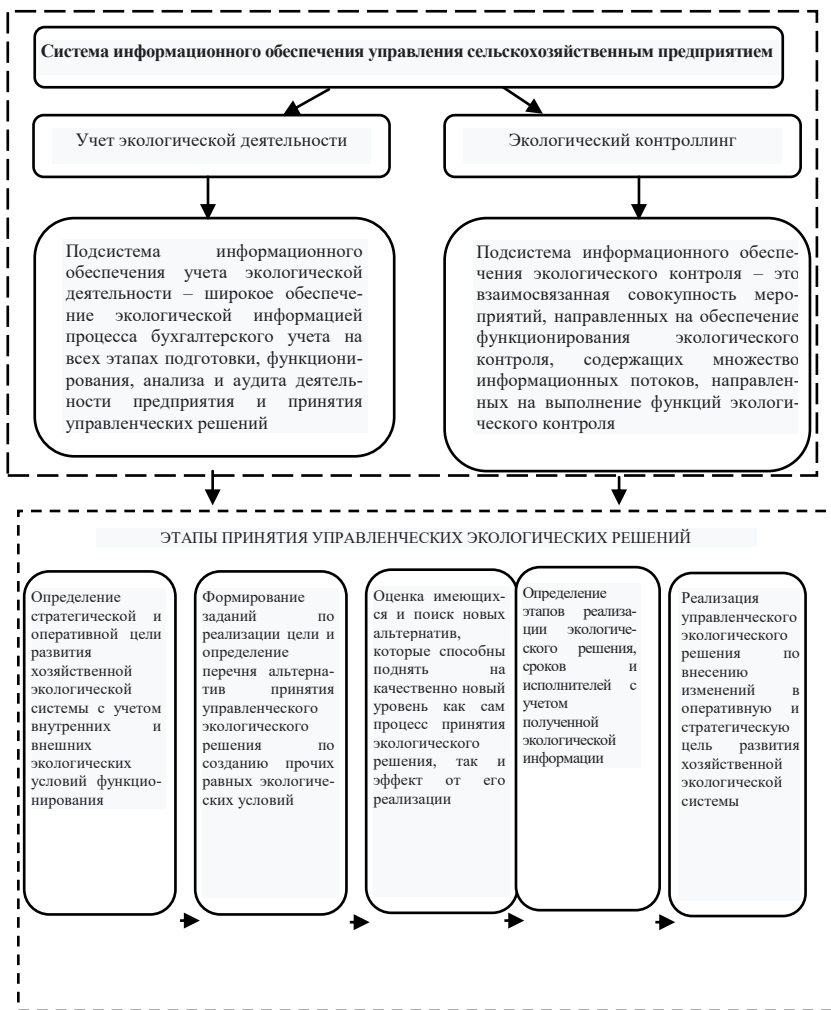 Система информационного обеспечения управления сельскохозяйственным предприятием
Учет экологической деятельности
Экологический контроллинг
Подсистема информационного
обеспечения учета экологической
деятельности – широкое обеспече-
ние экологической информацией
процесса бухгалтерского учета на
всех этапах подготовки, функциони-
рования, анализа и аудита деятель-
ности предприятия и принятия
управленческих решений
Подсистема информационного обеспе-
чения экологического контроля – это
взаимосвязанная совокупность меро-
приятий, направленных на обеспечение
функционирования экологического
контроля, содержащих множество
информационных потоков, направлен-
ных на выполнение функций экологи-
ческого контроля
ЭТАПЫ ПРИНЯТИЯ УПРАВЛЕНЧЕСКИХ ЭКОЛОГИЧЕСКИХ РЕШЕНИЙ
Определение
стратегической и
оперативной цели
развития
хозяйственной
экологической
системы с учетом
внутренних и
внешних
экологических
условий функцио-
нирования
Формирование
заданий по
реализации цели и
определение
перечня альтерна-
тив принятия
управленческого
экологического
решения по
созданию прочих
равных экологиче-
ских условий
Оценка имеющих-
ся и поиск новых
альтернатив,
которые способны
поднять на
качественно новый
уровень как сам
процесс принятия
экологического
решения, так и
эффект от его
реализации
Определение
этапов реализа-
ции экологиче-
ского решения,
сроков и
исполнителей с
учетом
полученной
экологической
информации
Реализация
управленческого
экологического
решения по
внесению
изменений в
оперативную и
стратегическую
цель развития
хозяйственной
экологической
системы